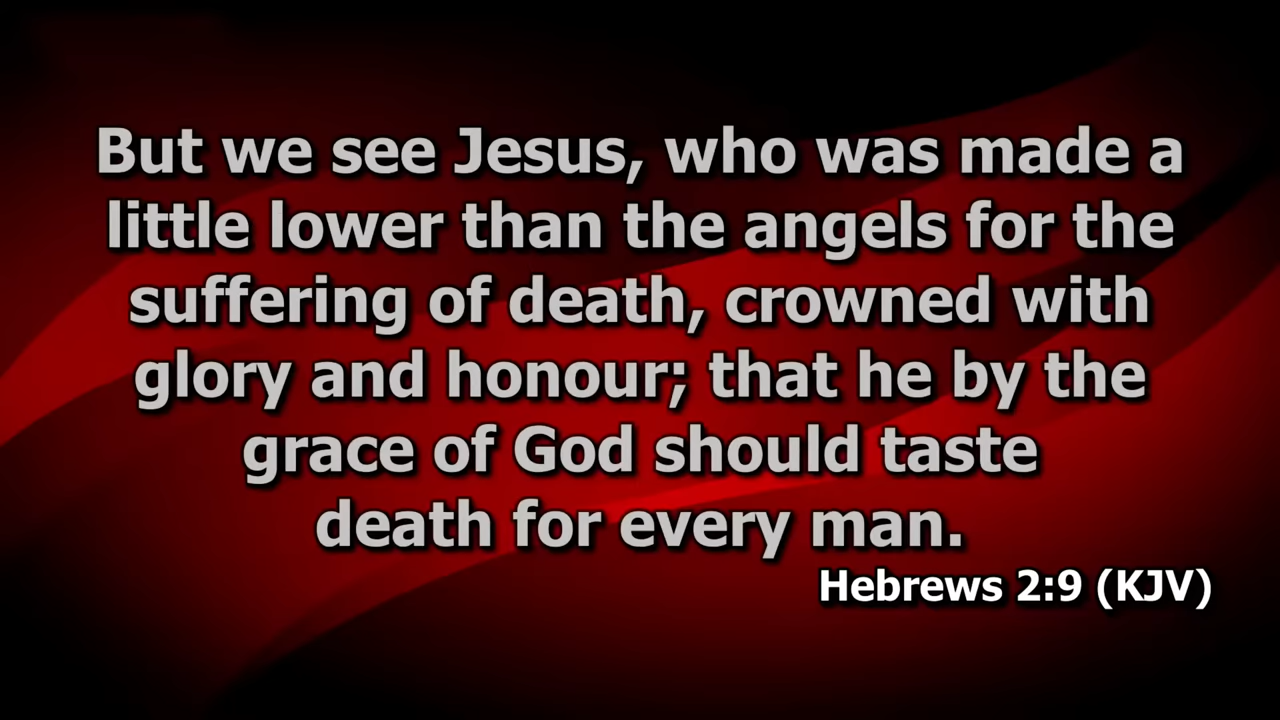 But we see Jesus, who was made a
little lower than the angels for the
suffering of death, crowned with
glory and honour; that he by the
grace of God should taste
death for every man.
Hebrews 2:9 (KJV)